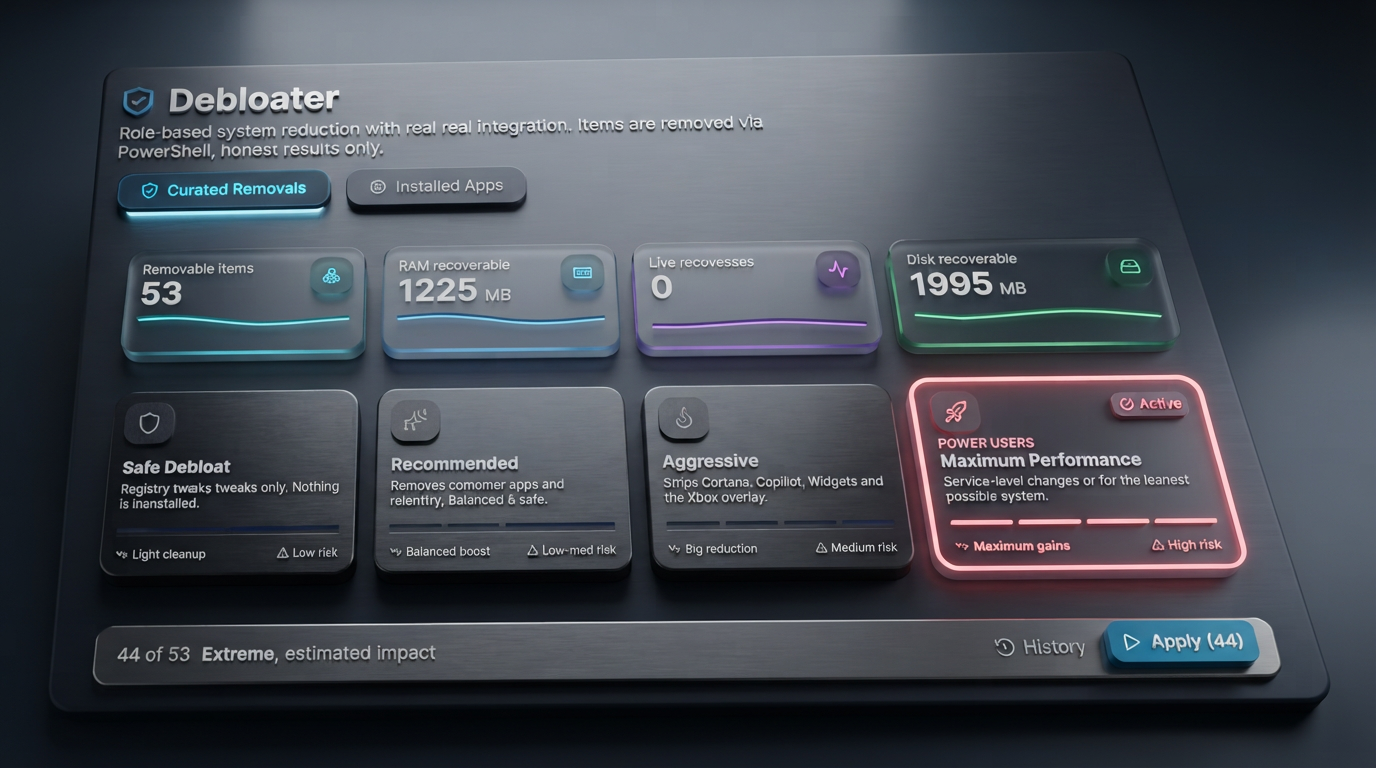 Debloater
Role-based system reduction with real real integration. Items are removed via
PowerShell, honest results only.
Curated Removals
Installed Apps
Removable items
53
RAM recoverable
1225 MB
Live recovesses
0
Disk recoverable
1995 MB
Safe Debloat
Registry twaks tweaks only. Nothing
is inanstalled.
Light cleanup
Low riek
Recommended
Removes comomer apps and
relentiry, Balanced & safe.
Balanced boost
Low-med risk
Aggressive
Smips Cortana, Copiliot, Widgets and
the Xbox overlay.
Big reduction
Medium risk
Active
POWER USERS
Maximum Performance
Service-level changes or for the leanest
possible system.
Maximum gains
High risk
44 of 53 Extreme, estimated impact
History
Apply (44)